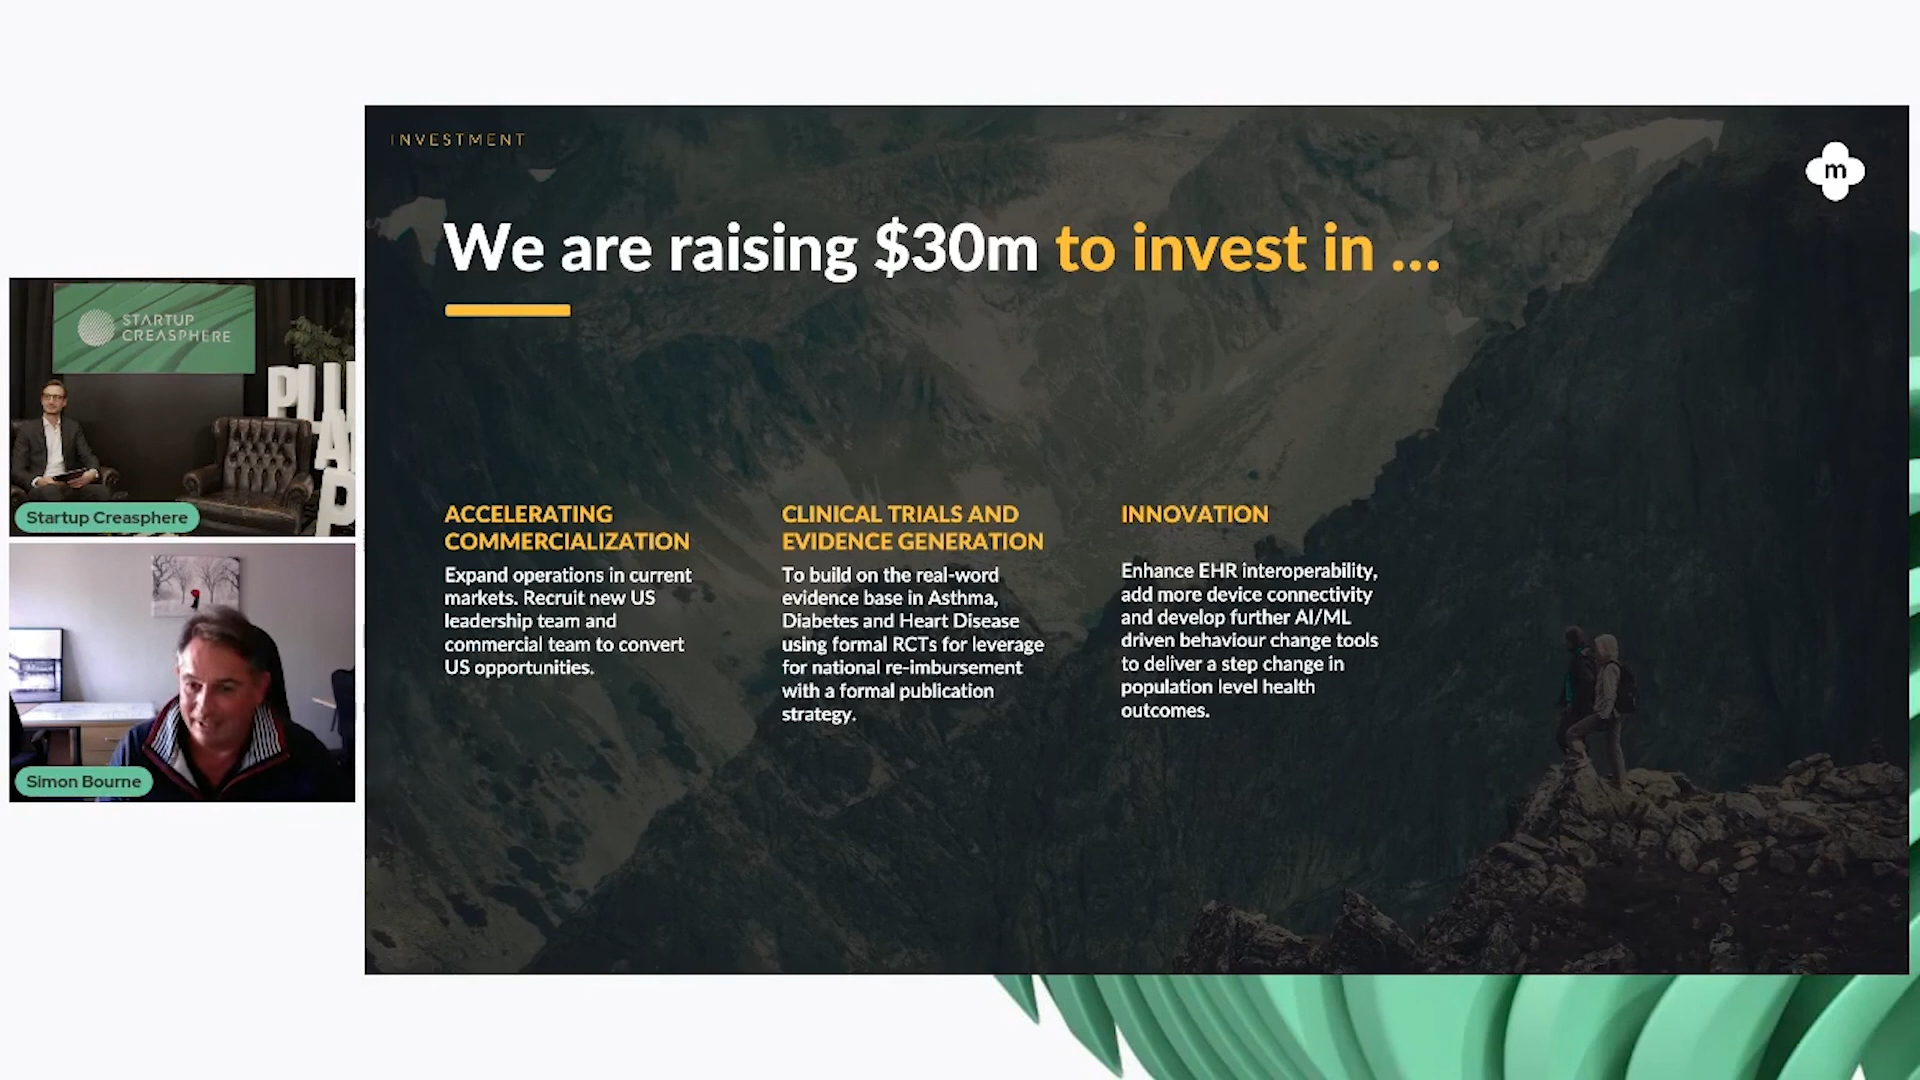 INVESTMENT
m
We are raising $30m to invest in ...
STARTUP
CREASPHERE
PLU
Startup Creasphere
Simon Bourne
ACCELERATING
COMMERCIALIZATION
Expand operations in current
markets. Recruit new US
leadership team and
commercial team to convert
US opportunities.
CLINICAL TRIALS AND
EVIDENCE GENERATION
To build on the real-word
evidence base in Asthma,
Diabetes and Heart Disease
using formal RCTs for leverage
for national re-imbursement
with a formal publication
strategy.
INNOVATION
Enhance EHR interoperability,
add more device connectivity
and develop further AI/ML
driven behaviour change tools
to deliver a step change in
population level health
outcomes.